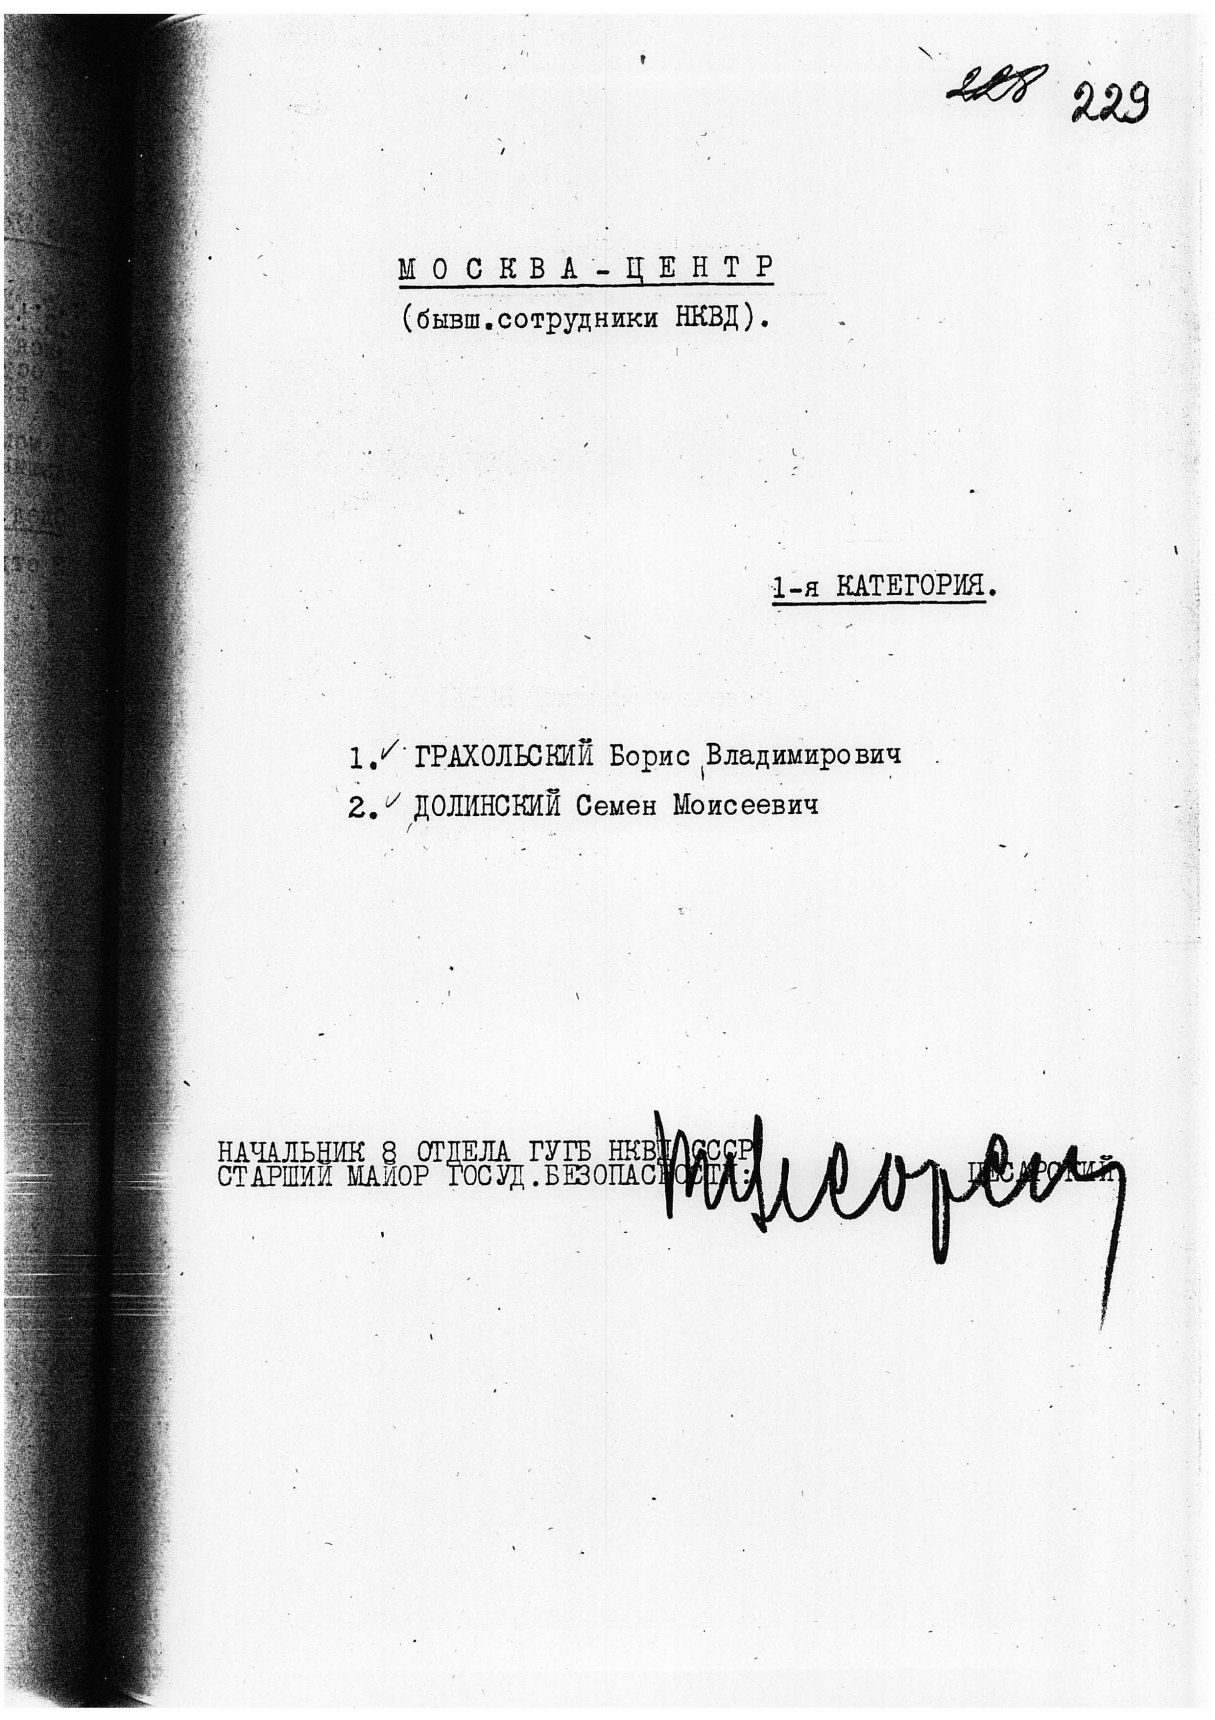 228 229
МОСКВА-ЦЕНТР
(бывш.сотрудники НКВД).
1-я КАТЕГОРИЯ.
1.✓ ГРАХОЛЬСКИЙ Борис Владимирович
2.✓ ДОЛИНСКИЙ Семен Моисеевич
НАЧАЛЬНИК 8 ОТДЕЛА ГУГБ НКВД СССР
СТАРШИЙ МАЙОР ГОСУД.БЕЗОПАСНОСТИ: ЦЕСАРСКИЙ